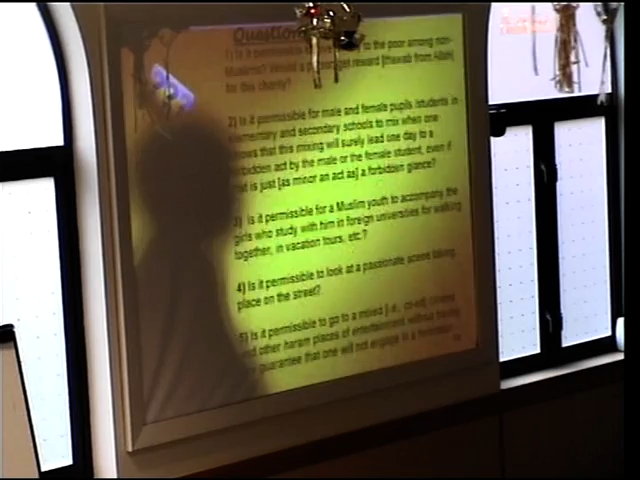 Question
1) Is it permissible to the poor among non-
Muslims? Would a get reward [thawab from Allah]
for this charity?
2) Is it permissible for male and female pupils /students in
elementary and secondary schools to mix when one
knows that this mixing will surely lead one day to a
forbidden act by the male or the female student, even if
it is just [as minor an act as] a forbidden glance?
3) Is it permissible for a Muslim youth to accompany the
girls who study with him in foreign universities for walking
together, in vacation tours, etc.?
4) Is it permissible to look at a passionate scene taking
place on the street?
5) Is it permissible to go to a mixed [i.e., co-ed]
and other haram places of entertainment without having
guarantee that one will not engage in a